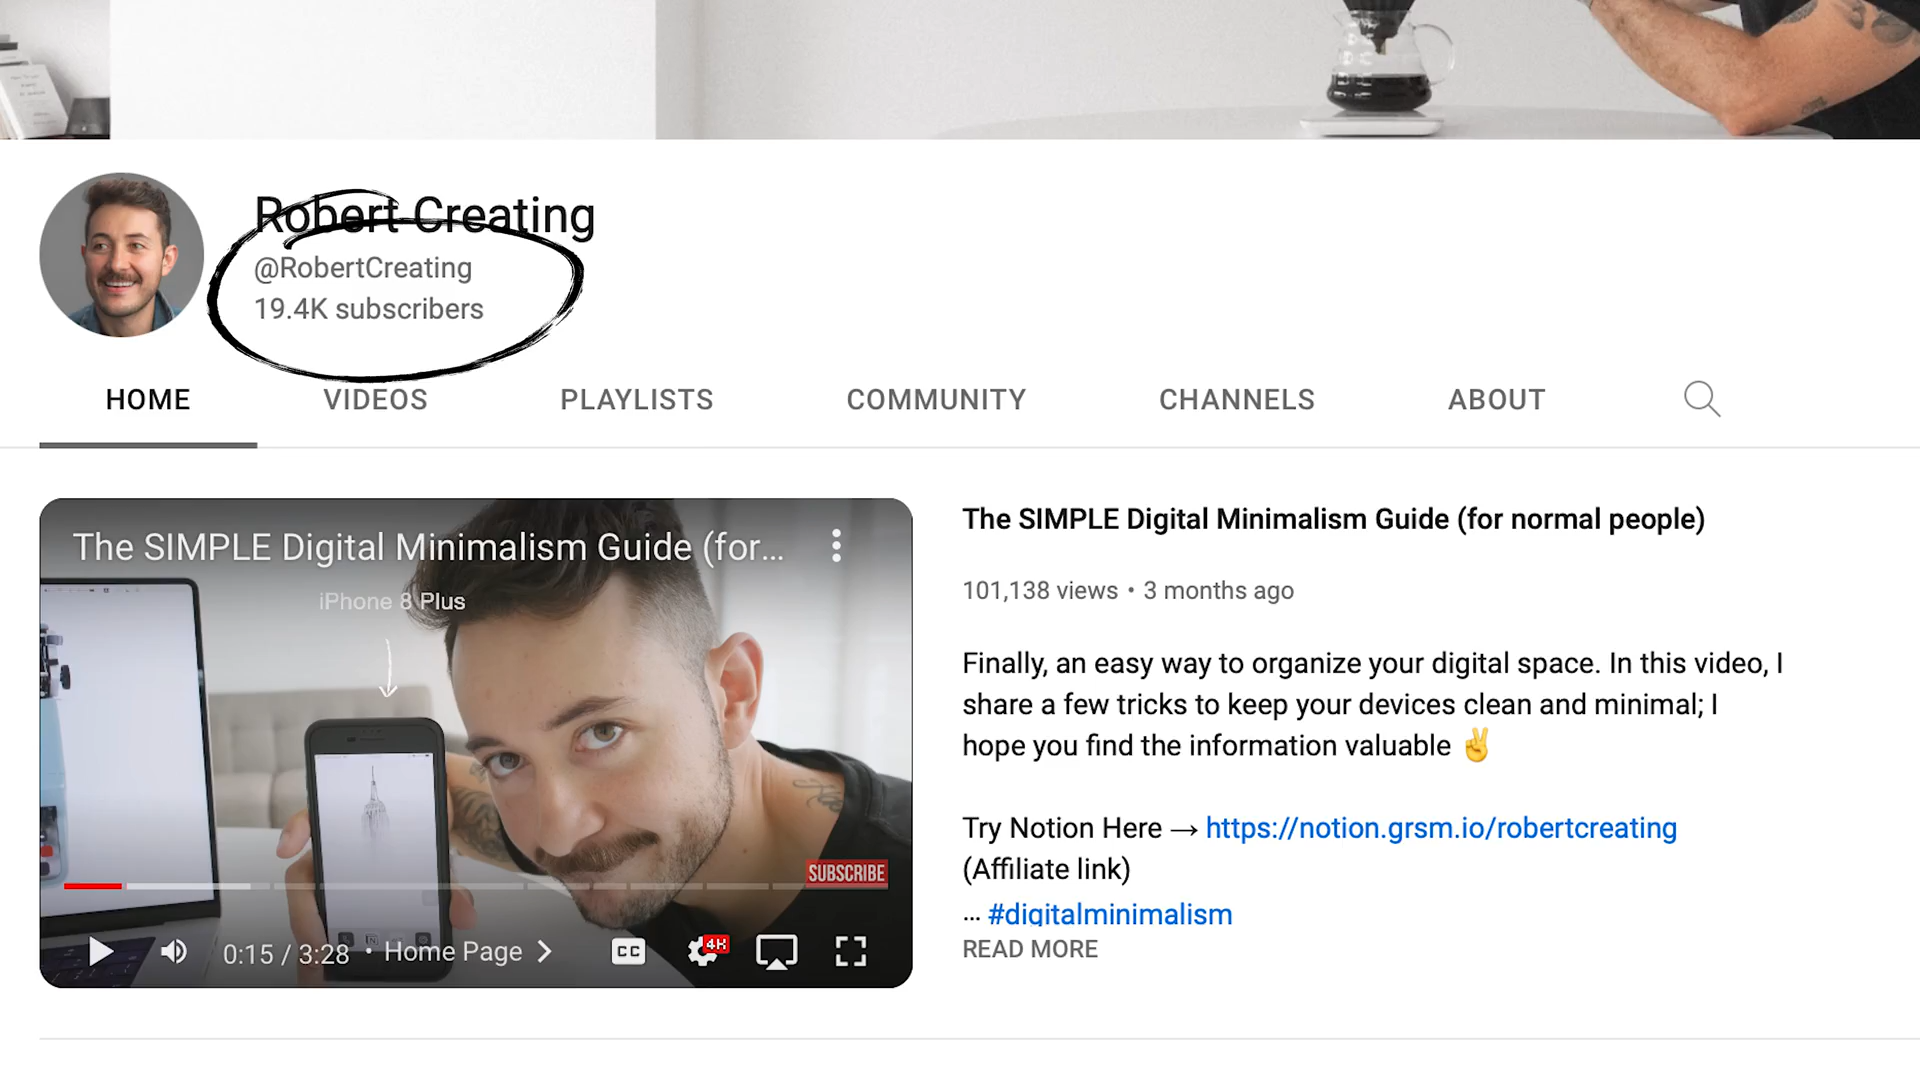 Robert Creating
@RobertCreating
19.4K subscribers
HOME VIDEOS PLAYLISTS COMMUNITY CHANNELS ABOUT
The SIMPLE Digital Minimalism Guide (for...
iPhone 8 Plus
SUBSCRIBE
0:15 / 3:28 • Home Page
CC
4K
The SIMPLE Digital Minimalism Guide (for normal people)
101,138 views • 3 months ago
Finally, an easy way to organize your digital space. In this video, I
share a few tricks to keep your devices clean and minimal; I
hope you find the information valuable ✌️
Try Notion Here → https://notion.grsm.io/robertcreating
(Affiliate link)
... #digitalminimalism
READ MORE